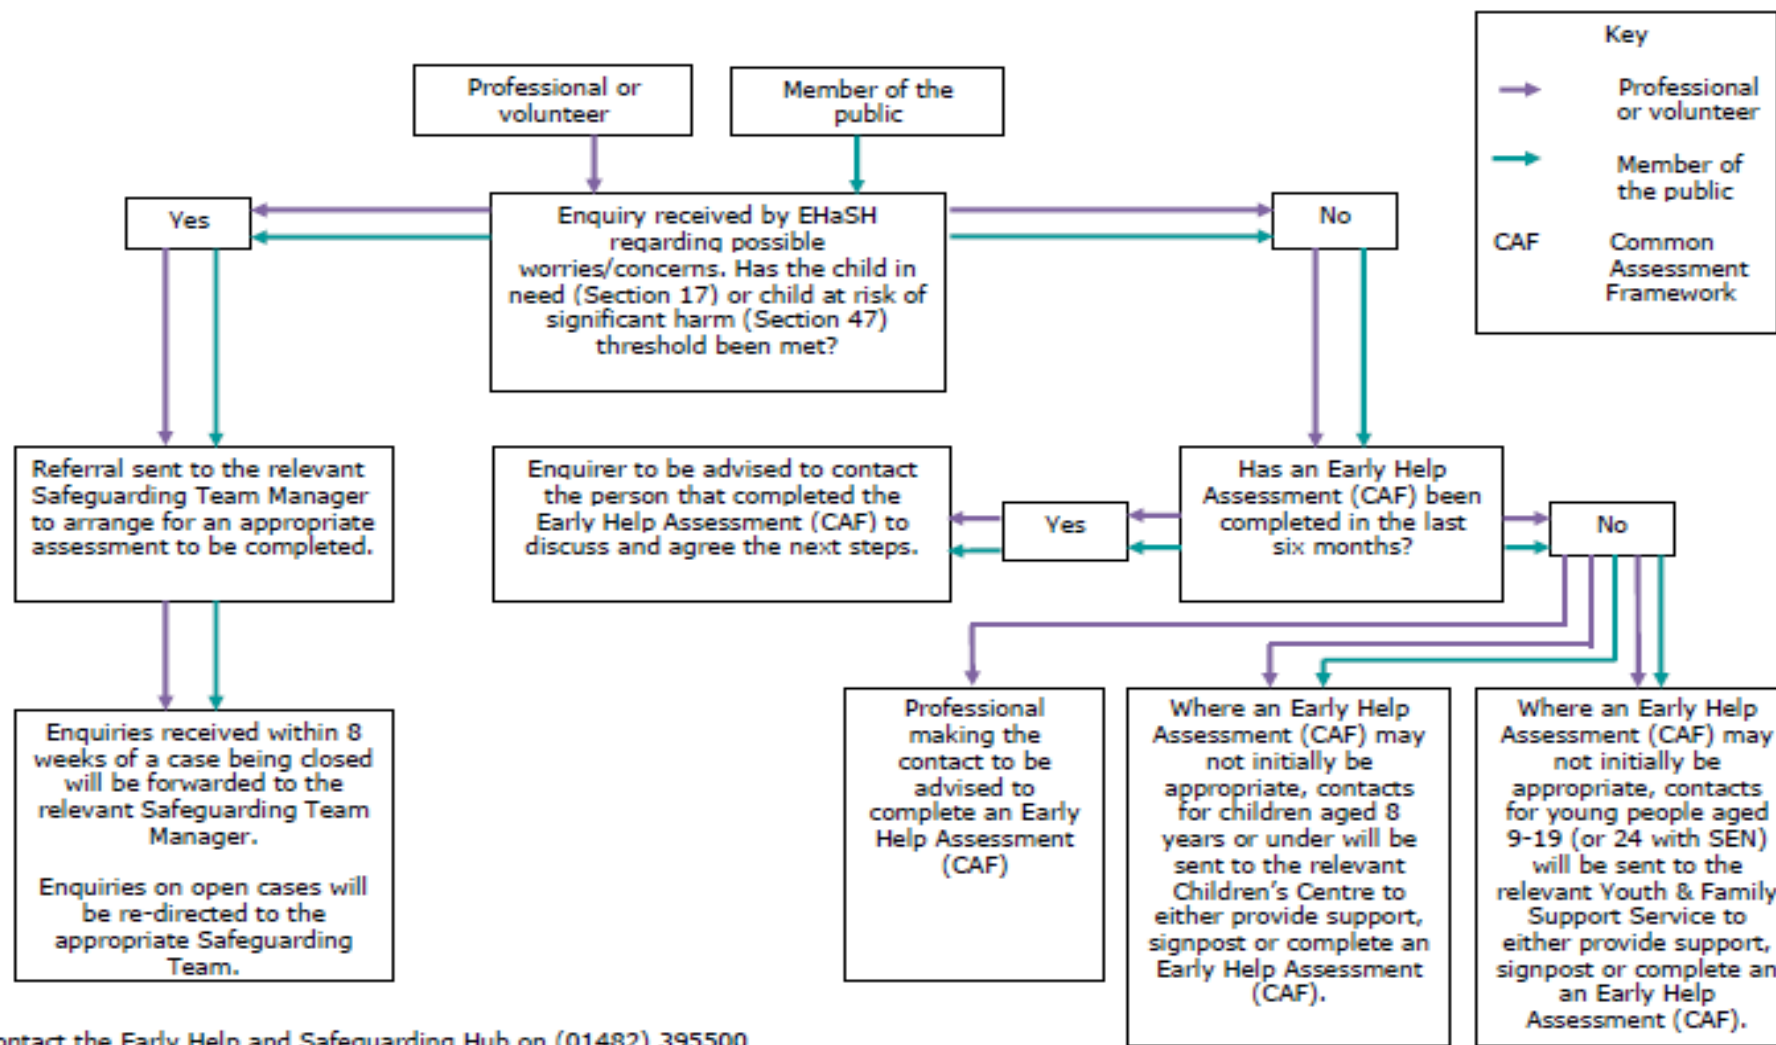 Professional or
volunteer
Member of the
public
Key
Professional
or volunteer
Member of
the public
CAF Common
Assessment
Framework
Yes
Enquiry received by EHaSH
regarding possible
worries/concerns. Has the child in
need (Section 17) or child at risk of
significant harm (Section 47)
threshold been met?
No
Referral sent to the relevant
Safeguarding Team Manager
to arrange for an appropriate
assessment to be completed.
Enquirer to be advised to contact
the person that completed the
Early Help Assessment (CAF) to
discuss and agree the next steps.
Yes
Has an Early Help
Assessment (CAF) been
completed in the last
six months?
No
Enquiries received within 8
weeks of a case being closed
will be forwarded to the
relevant Safeguarding Team
Manager.
Enquiries on open cases will
be re-directed to the
appropriate Safeguarding
Team.
Professional
making the
contact to be
advised to
complete an Early
Help Assessment
(CAF)
Where an Early Help
Assessment (CAF) may
not initially be
appropriate, contacts
for children aged 8
years or under will be
sent to the relevant
Children's Centre to
either provide support,
signpost or complete an
Early Help Assessment
(CAF).
Where an Early Help
Assessment (CAF) may
not initially be
appropriate, contacts
for young people aged
9-19 (or 24 with SEN)
will be sent to the
relevant Youth & Family
Support Service to
either provide support,
signpost or complete an
an Early Help
Assessment (CAF).
ontact the Early Help and Safeguarding Hub on (01482) 395500